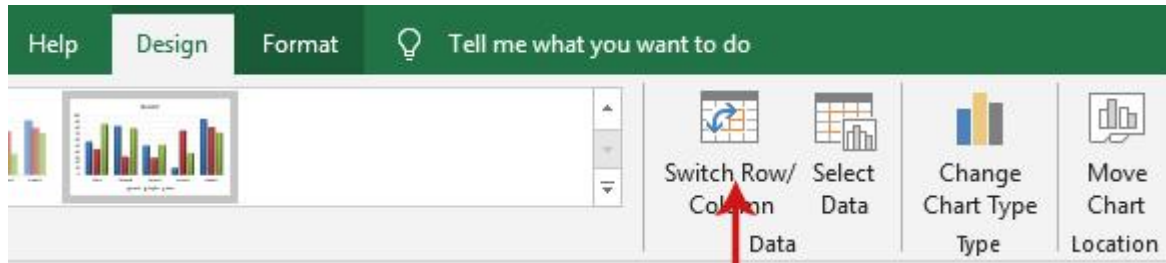 Help Design Format Tell me what you want to do
Switch Row/ Select Change Move
Column Data Chart Type Chart
Data Type Location